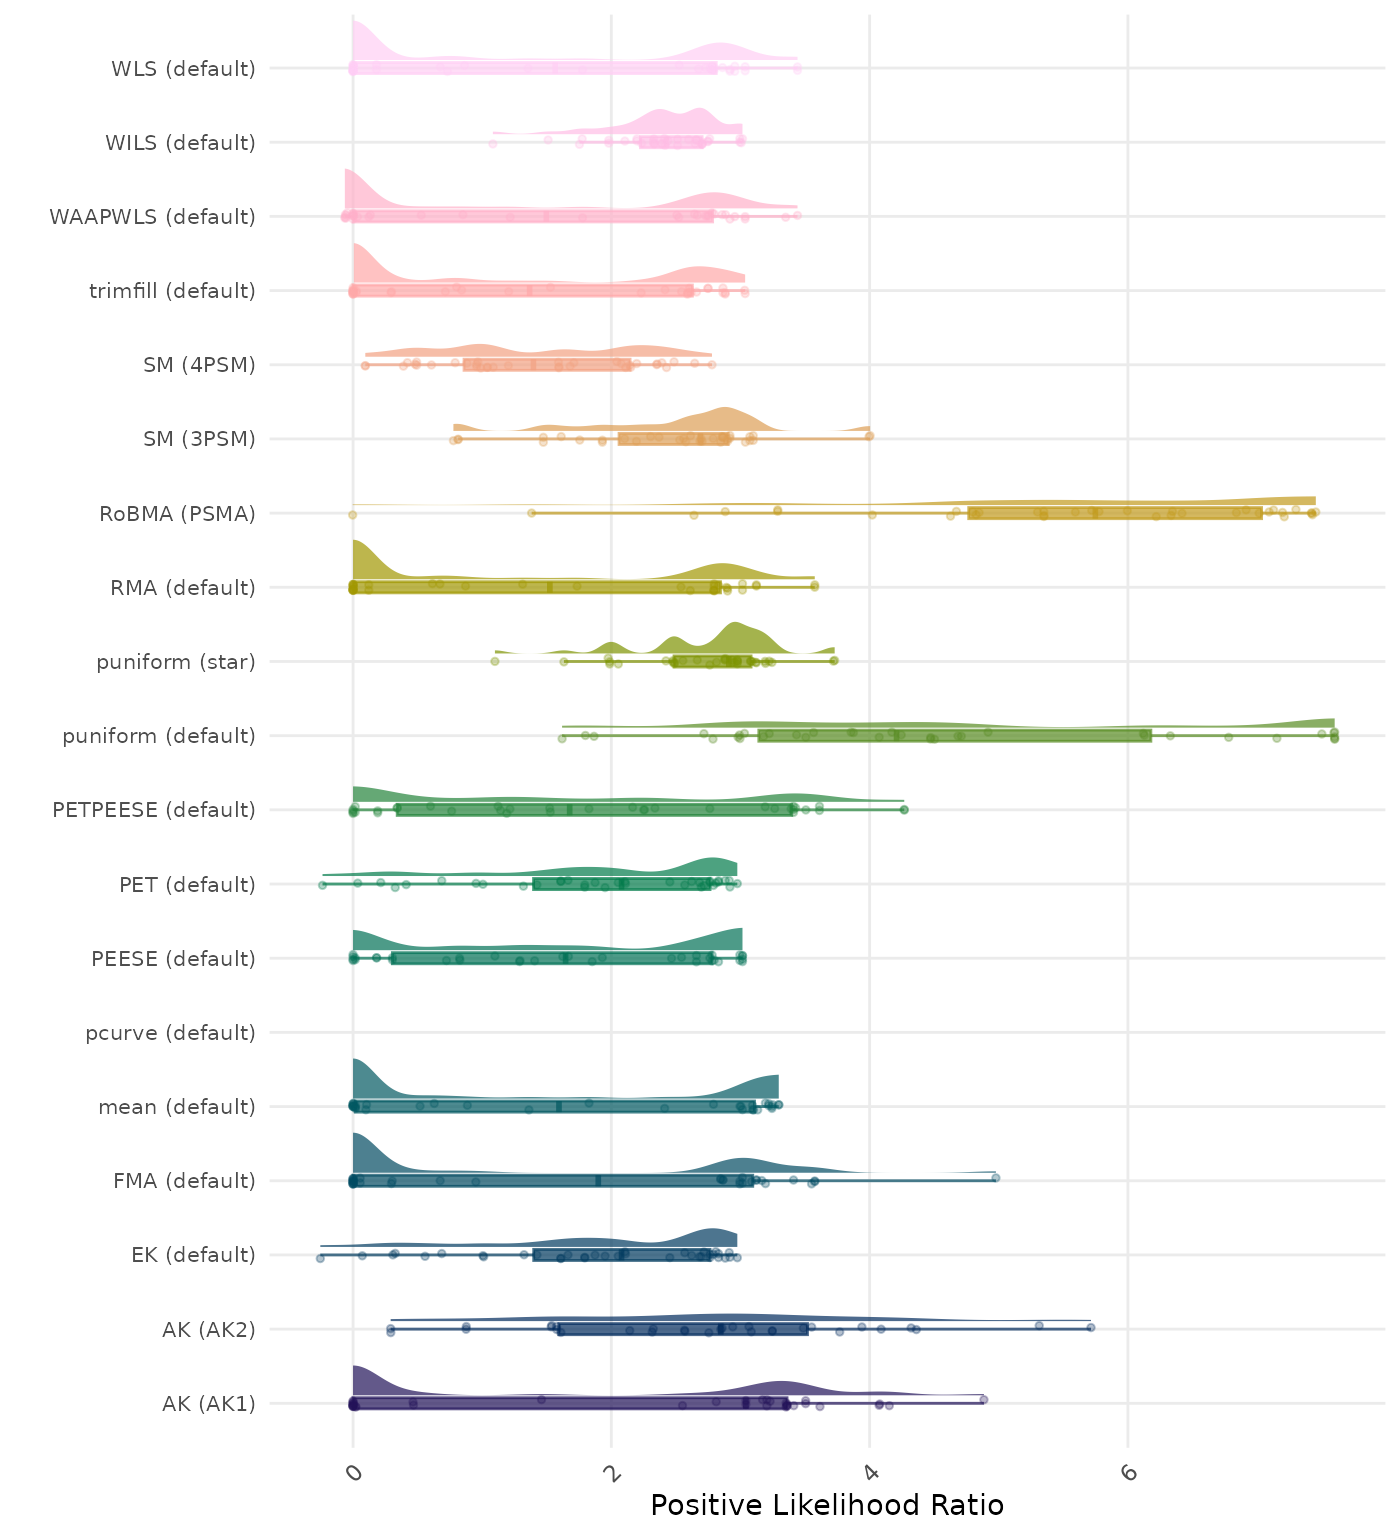 WLS (default)
WILS (default)
WAAPWLS (default)
trimfill (default)
SM (4PSM)
SM (3PSM)
RoBMA (PSMA)
RMA (default)
puniform (star)
puniform (default)
PETPEESE (default)
PET (default)
PEESE (default)
pcurve (default)
mean (default)
FMA (default)
EK (default)
AK (AK2)
AK (AK1)
0 2 4 6
Positive Likelihood Ratio